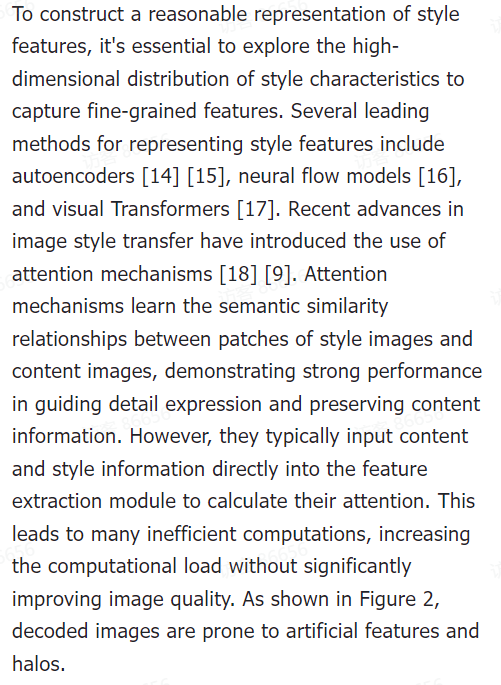 To construct a reasonable representation of style
features, it's essential to explore the high-
dimensional distribution of style characteristics to
capture fine-grained features. Several leading
methods for representing style features include
autoencoders [14] [15], neural flow models [16],
and visual Transformers [17]. Recent advances in
image style transfer have introduced the use of
attention mechanisms [18] [9]. Attention
mechanisms learn the semantic similarity
relationships between patches of style images and
content images, demonstrating strong performance
in guiding detail expression and preserving content
information. However, they typically input content
and style information directly into the feature
extraction module to calculate their attention. This
leads to many inefficient computations, increasing
the computational load without significantly
improving image quality. As shown in Figure 2,
decoded images are prone to artificial features and
halos.